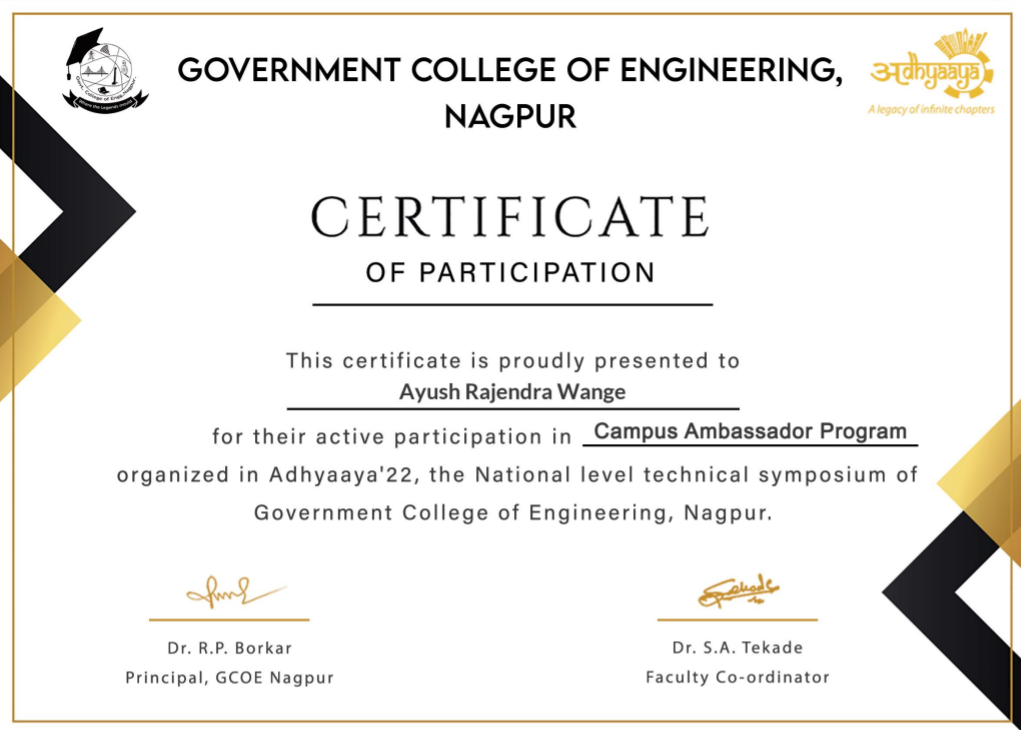 GOVERNMENT COLLEGE OF ENGINEERING,
NAGPUR
Govt. College of Engg. Nagpur
Where the Legends Inspire
अdhyaaya
A legacy of infinite chapters
CERTIFICATE
OF PARTICIPATION
This certificate is proudly presented to
Ayush Rajendra Wange
for their active participation in Campus Ambassador Program
organized in Adhyaaya'22, the National level technical symposium of
Government College of Engineering, Nagpur.
Dr. R.P. Borkar
Principal, GCOE Nagpur
Dr. S.A. Tekade
Faculty Co-ordinator